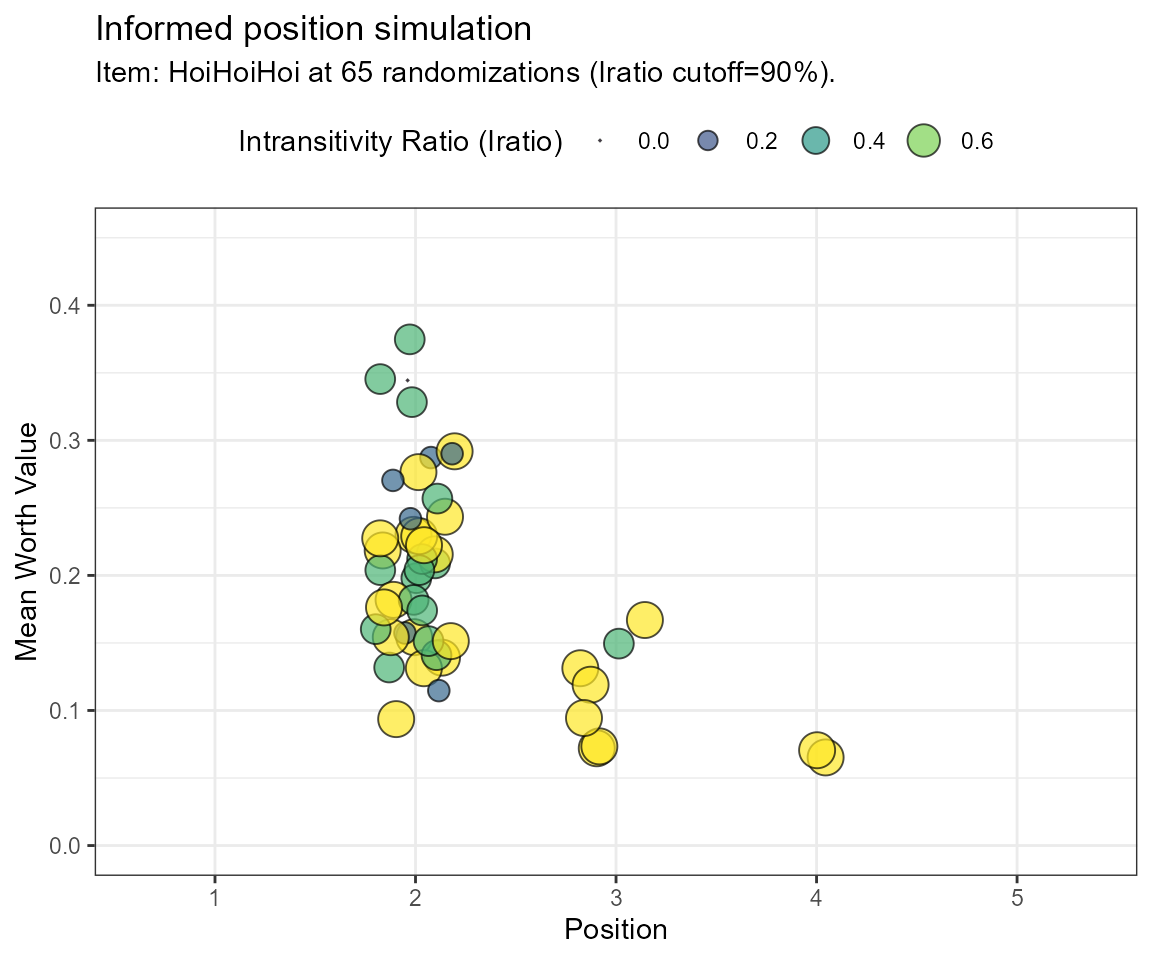 Informed position simulation
Item: HoiHoiHoi at 65 randomizations (Iratio cutoff=90%).
Intransitivity Ratio (Iratio) 0.0 0.2 0.4 0.6
Mean Worth Value
0.4
0.3
0.2
0.1
0.0
1 2 3 4 5
Position